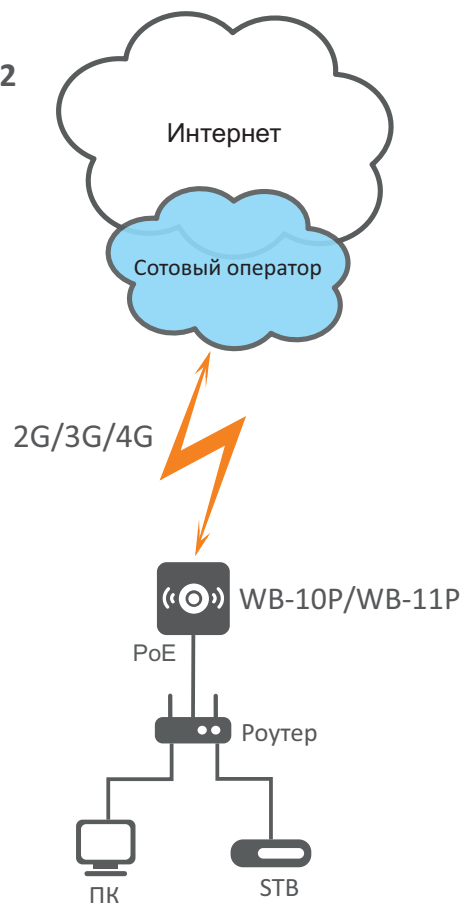 2
Интернет
Сотовый оператор
2G/3G/4G
WB-10P/WB-11P
PoE
Роутер
ПК
STB